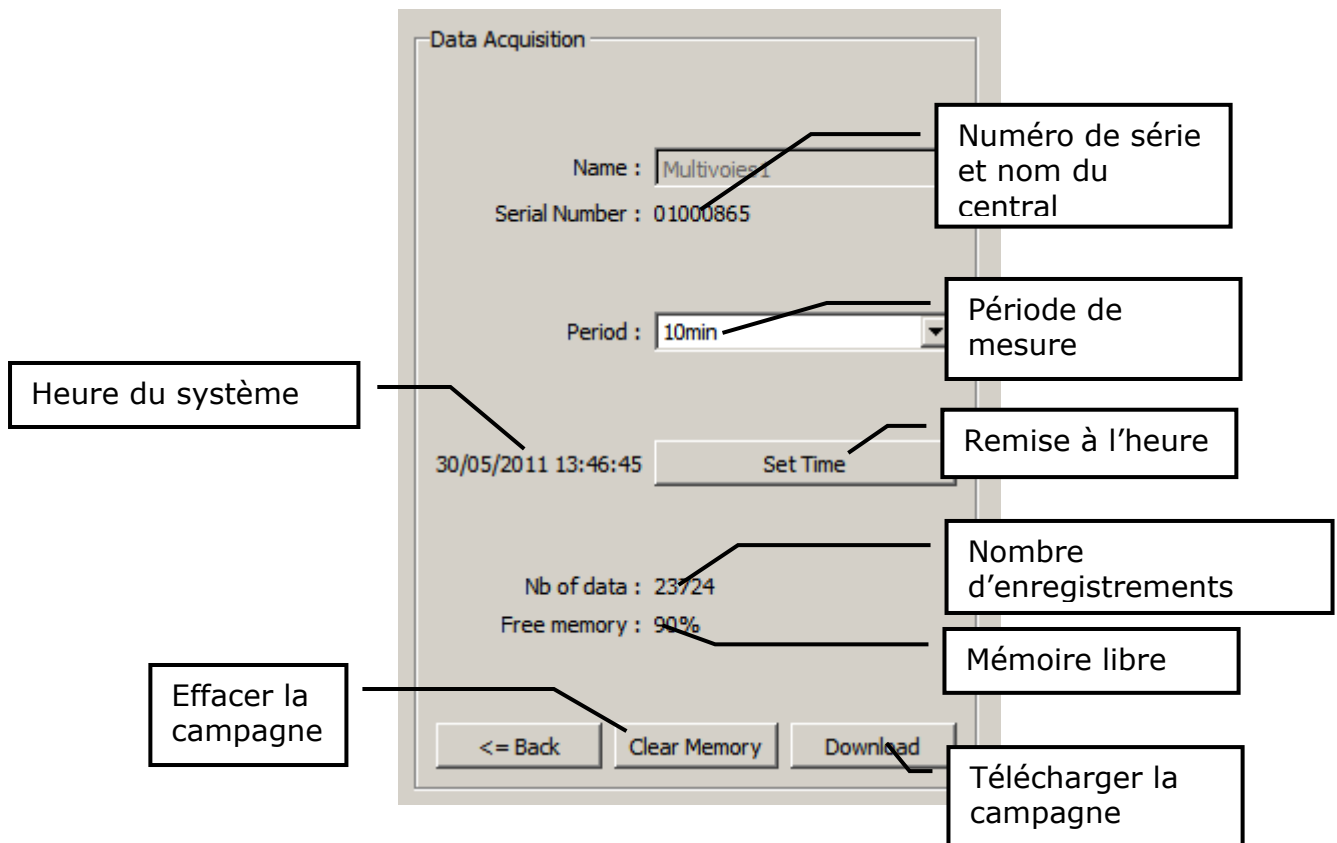 Data Acquisition
Numéro de série
et nom du
central
Name :
Multivoies1
Serial Number : 01000865
Période de
mesure
Period :
10min
Heure du système
Remise à l’heure
30/05/2011 13:46:45
Set Time
Nombre
d’enregistrements
Nb of data : 23724
Free memory : 90%
Mémoire libre
Effacer la
campagne
<= Back
Clear Memory
Download
Télécharger la
campagne